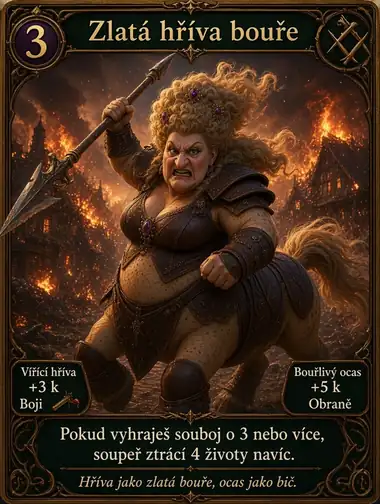 3
Zlatá hříva bouře
Vířící hříva
+3 k
Boji
Bouřlivý ocas
+5 k
Obraně
Pokud vyhraješ souboj o 3 nebo více,
soupeř ztrácí 4 životy navíc.
Hříva jako zlatá bouře, ocas jako bič.